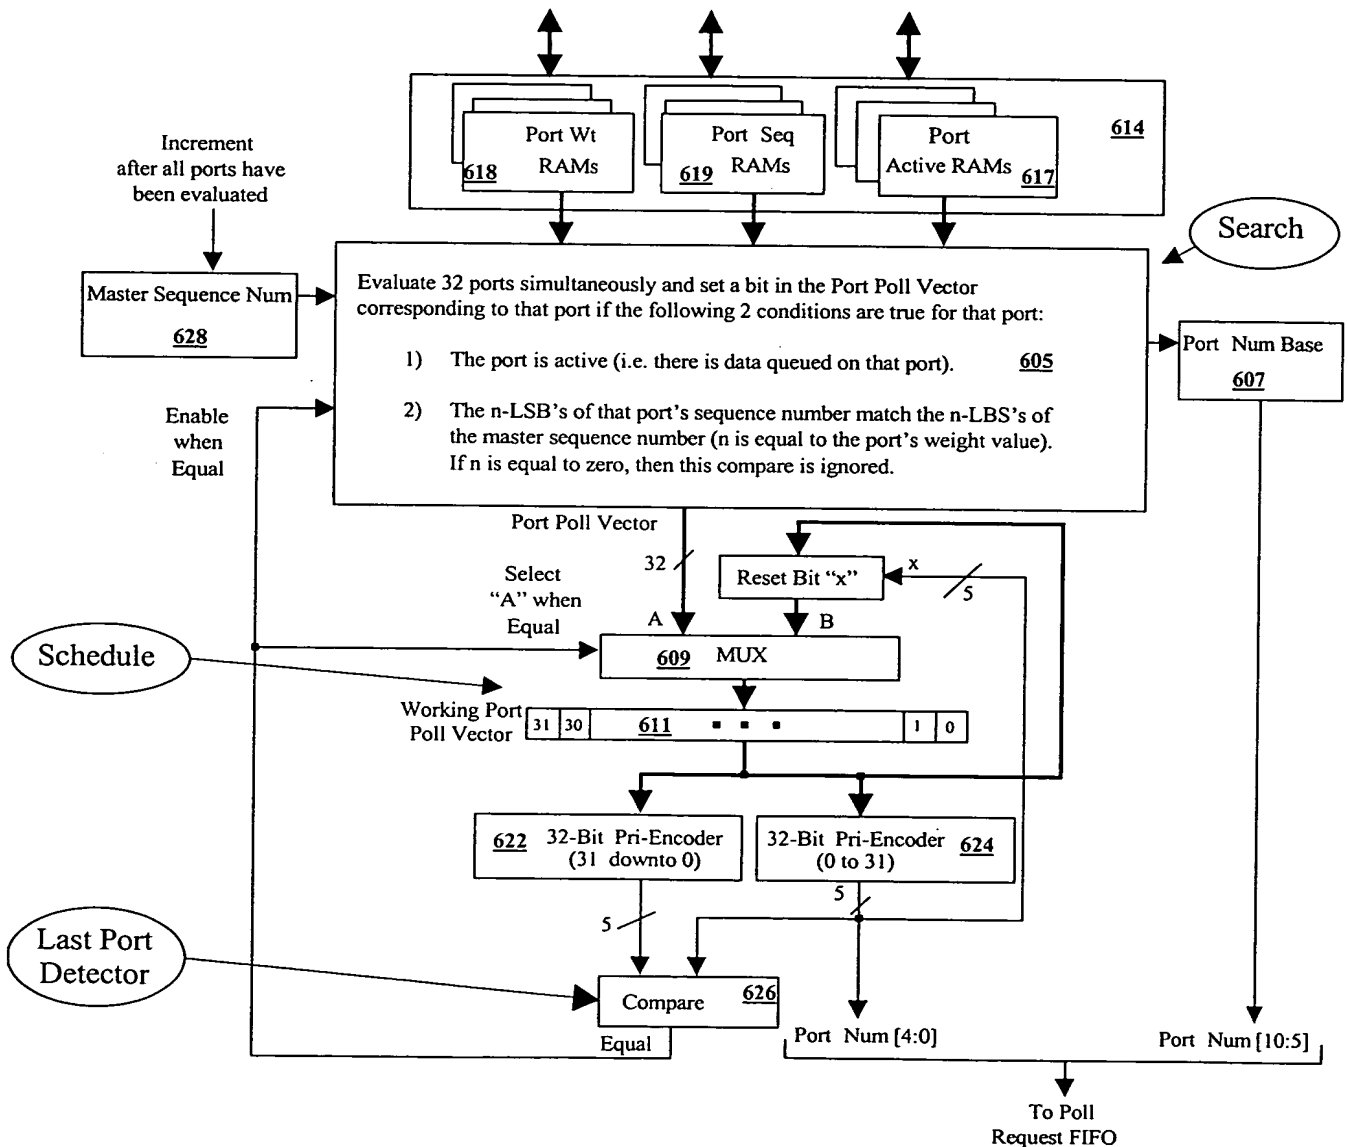 614
Port Wt
RAMs
618
Port Seq
RAMs
619
Port
Active RAMs
617
Increment
after all ports have
been evaluated
Search
Master Sequence Num
628
Evaluate 32 ports simultaneously and set a bit in the Port Poll Vector
corresponding to that port if the following 2 conditions are true for that port:
1) The port is active (i.e. there is data queued on that port). 605
2) The n-LSB's of that port's sequence number match the n-LBS's of
the master sequence number (n is equal to the port's weight value).
If n is equal to zero, then this compare is ignored.
Port Num Base
607
Enable
when
Equal
Port Poll Vector
32
Reset Bit “x”
x
5
Select
“A” when
Equal
A
B
609 MUX
Schedule
Working Port
Poll Vector
31 30 611 1 0
622 32-Bit Pri-Encoder
(31 downto 0)
32-Bit Pri-Encoder 624
(0 to 31)
5
5
Last Port
Detector
Compare 626
Equal
Port Num [4:0]
Port Num [10:5]
To Poll
Request FIFO